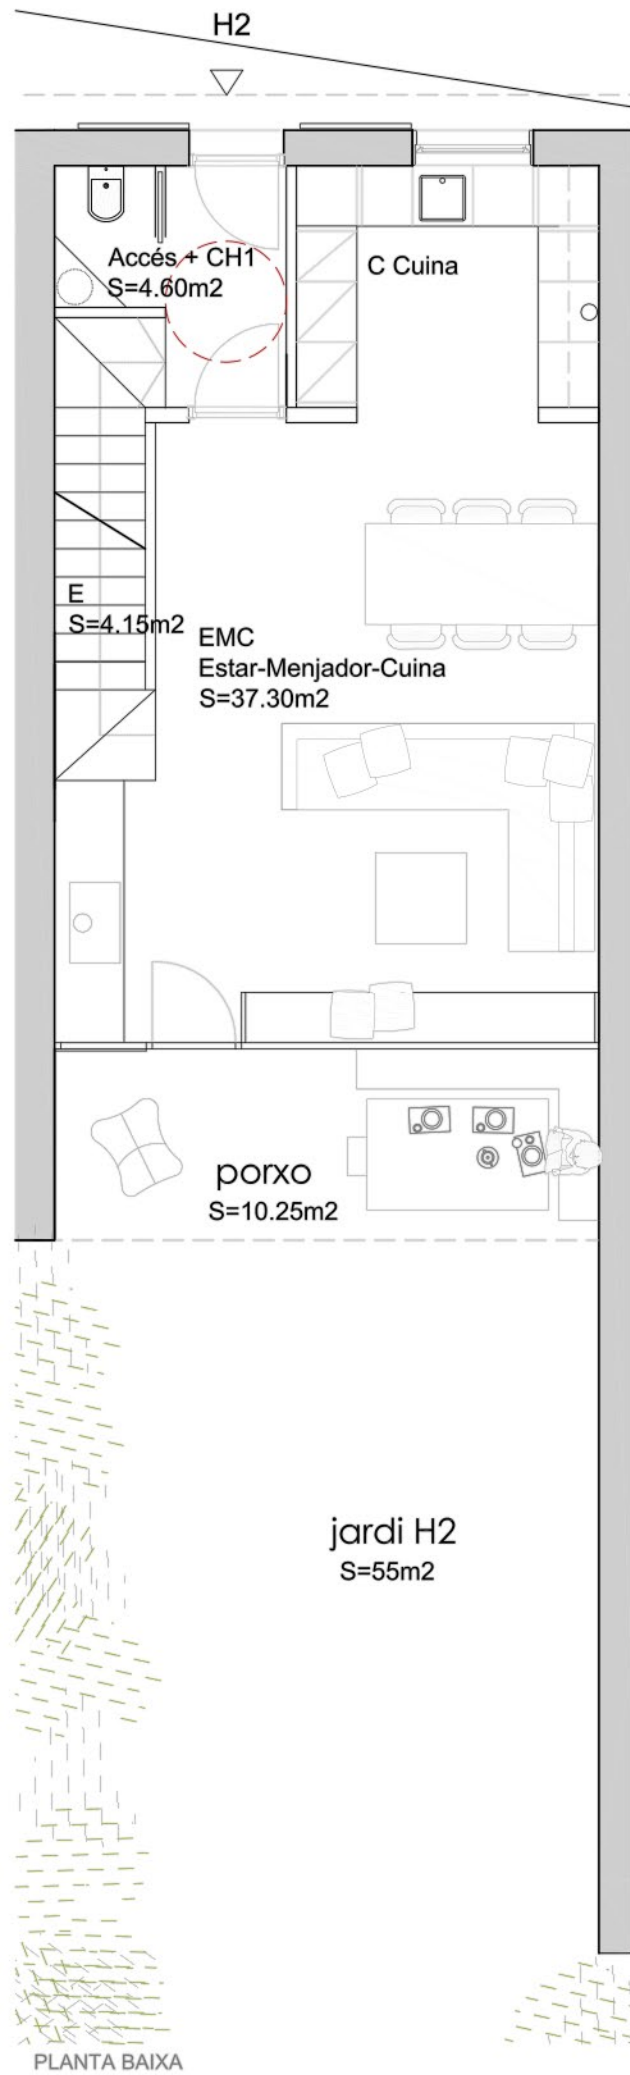 H2
Accés + CH1
S=4.60m2
C Cuina
E
S=4.15m2
EMC
Estar-Menjador-Cuina
S=37.30m2
porxo
S=10.25m2
jardi H2
S=55m2
PLANTA BAIXA